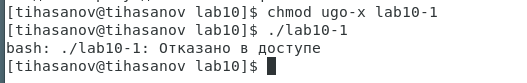 [tihasanov@tihasanov lab10]$ chmod ugo-x lab10-1
[tihasanov@tihasanov lab10]$ ./lab10-1
bash: ./lab10-1: Отказано в доступе
[tihasanov@tihasanov lab10]$